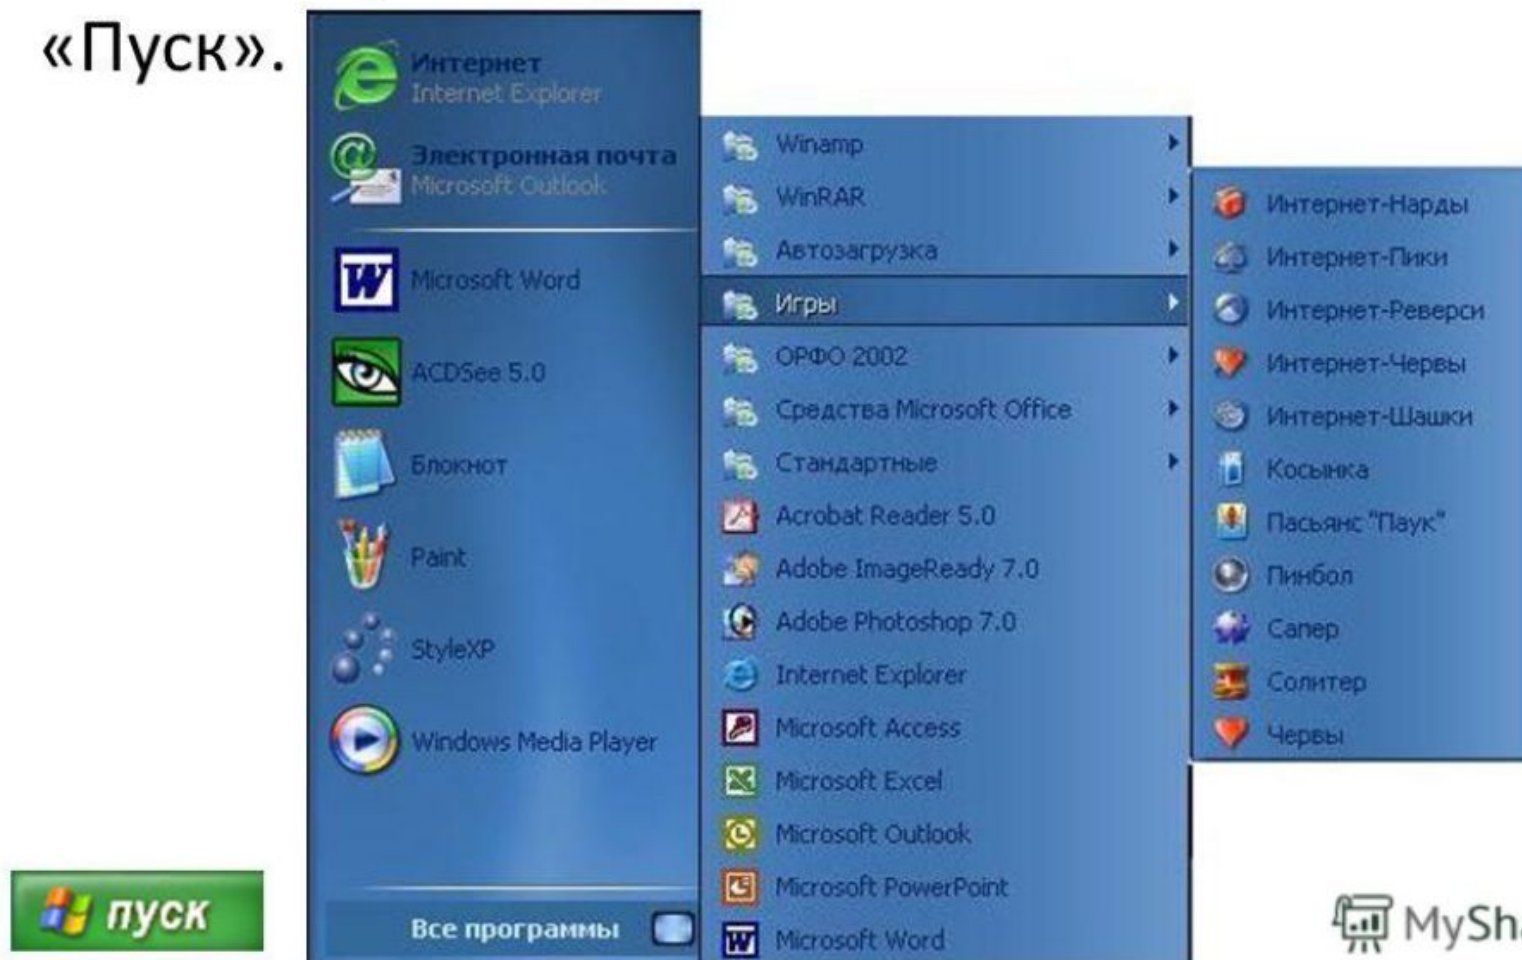 «Пуск».
Интернет
Internet Explorer
Электронная почта
Microsoft Outlook
Microsoft Word
ACDSee 5.0
Блокнот
Paint
StyleXP
Windows Media Player
Все программы
Winamp
WinRAR
Автозагрузка
Игры
ОРФО 2002
Средства Microsoft Office
Стандартные
Acrobat Reader 5.0
Adobe ImageReady 7.0
Adobe Photoshop 7.0
Internet Explorer
Microsoft Access
Microsoft Excel
Microsoft Outlook
Microsoft PowerPoint
Microsoft Word
Интернет-Нарды
Интернет-Пики
Интернет-Реверси
Интернет-Червы
Интернет-Шашки
Косынка
Пасьянс "Паук"
Пинбол
Сапер
Солитер
Червы
пуск
MySha